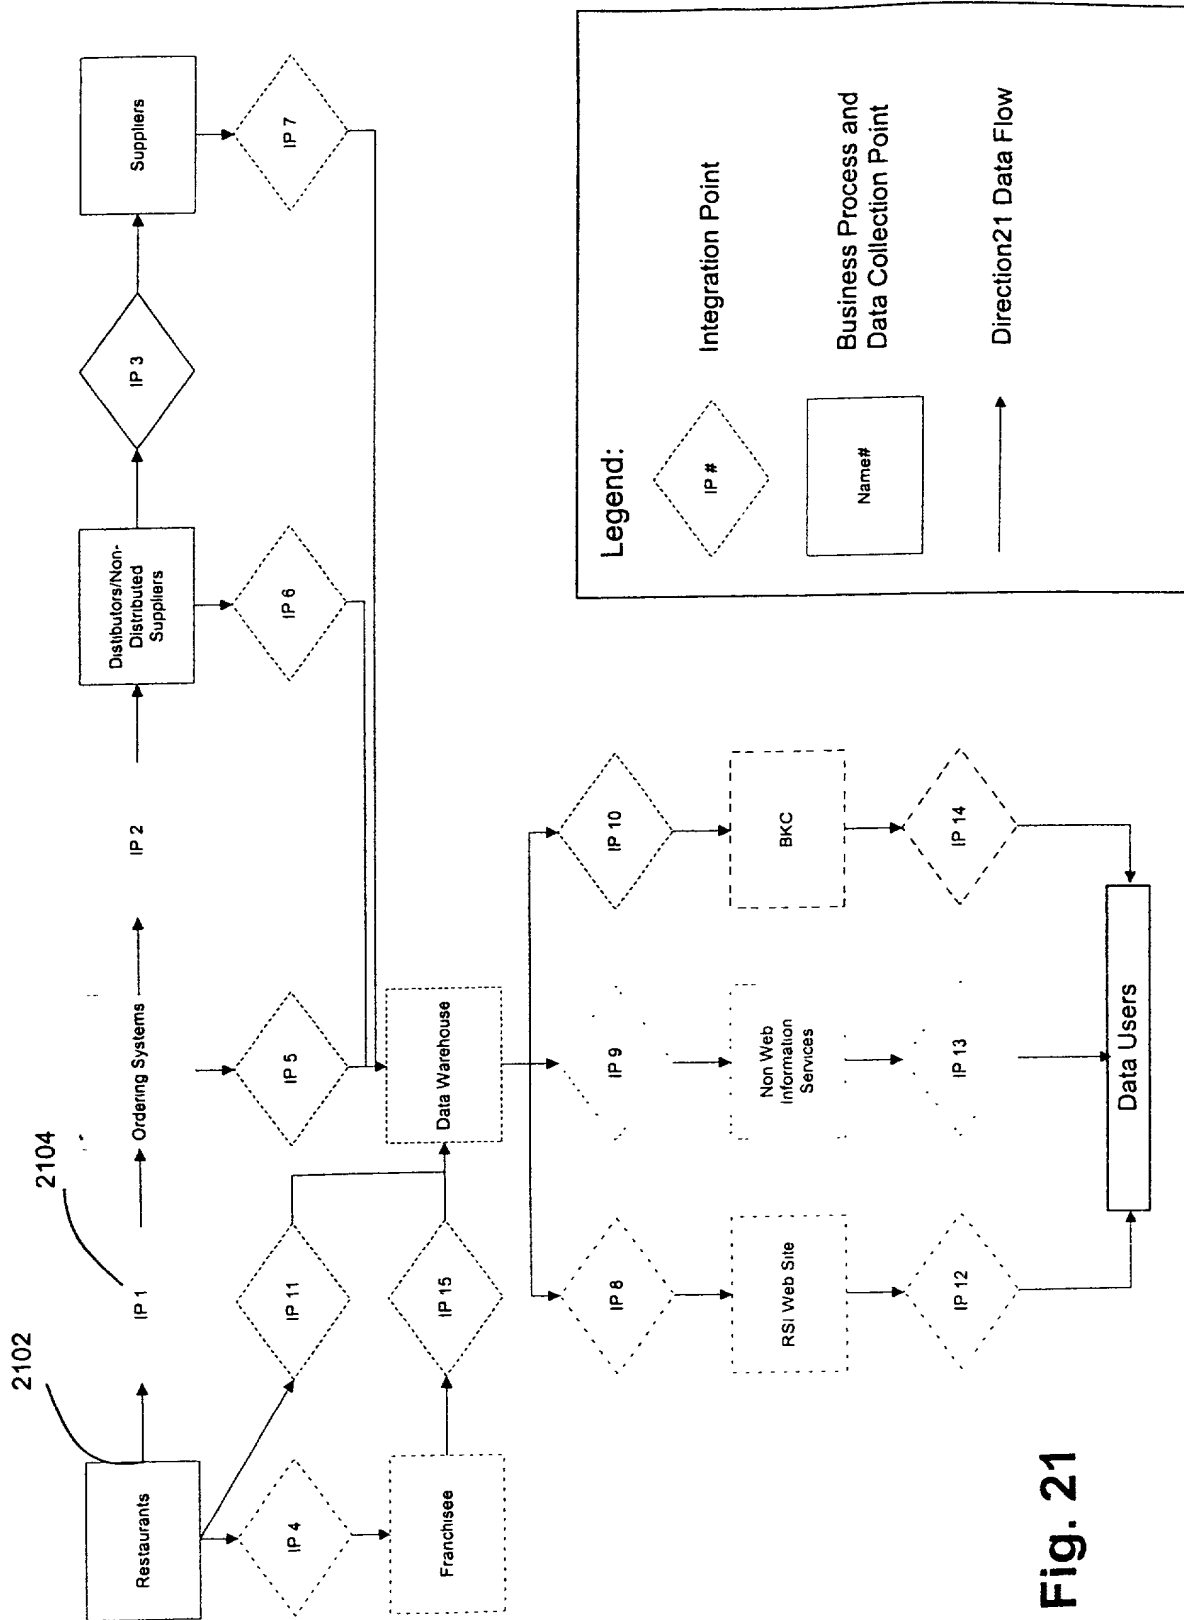 2102
2104
Restaurants
IP 1
Ordering Systems
IP 2
Distibutors/Non-
Distributed
Suppliers
IP 3
Suppliers
IP 4
IP 11
IP 5
IP 6
IP 7
Franchisee
IP 15
Data Warehouse
IP 8
IP 9
IP 10
RSI Web Site
Non Web
Information
Services
BKC
IP 12
IP 13
IP 14
Data Users
Legend:
IP #
Integration Point
Name#
Business Process and
Data Collection Point
Direction21 Data Flow
Fig. 21